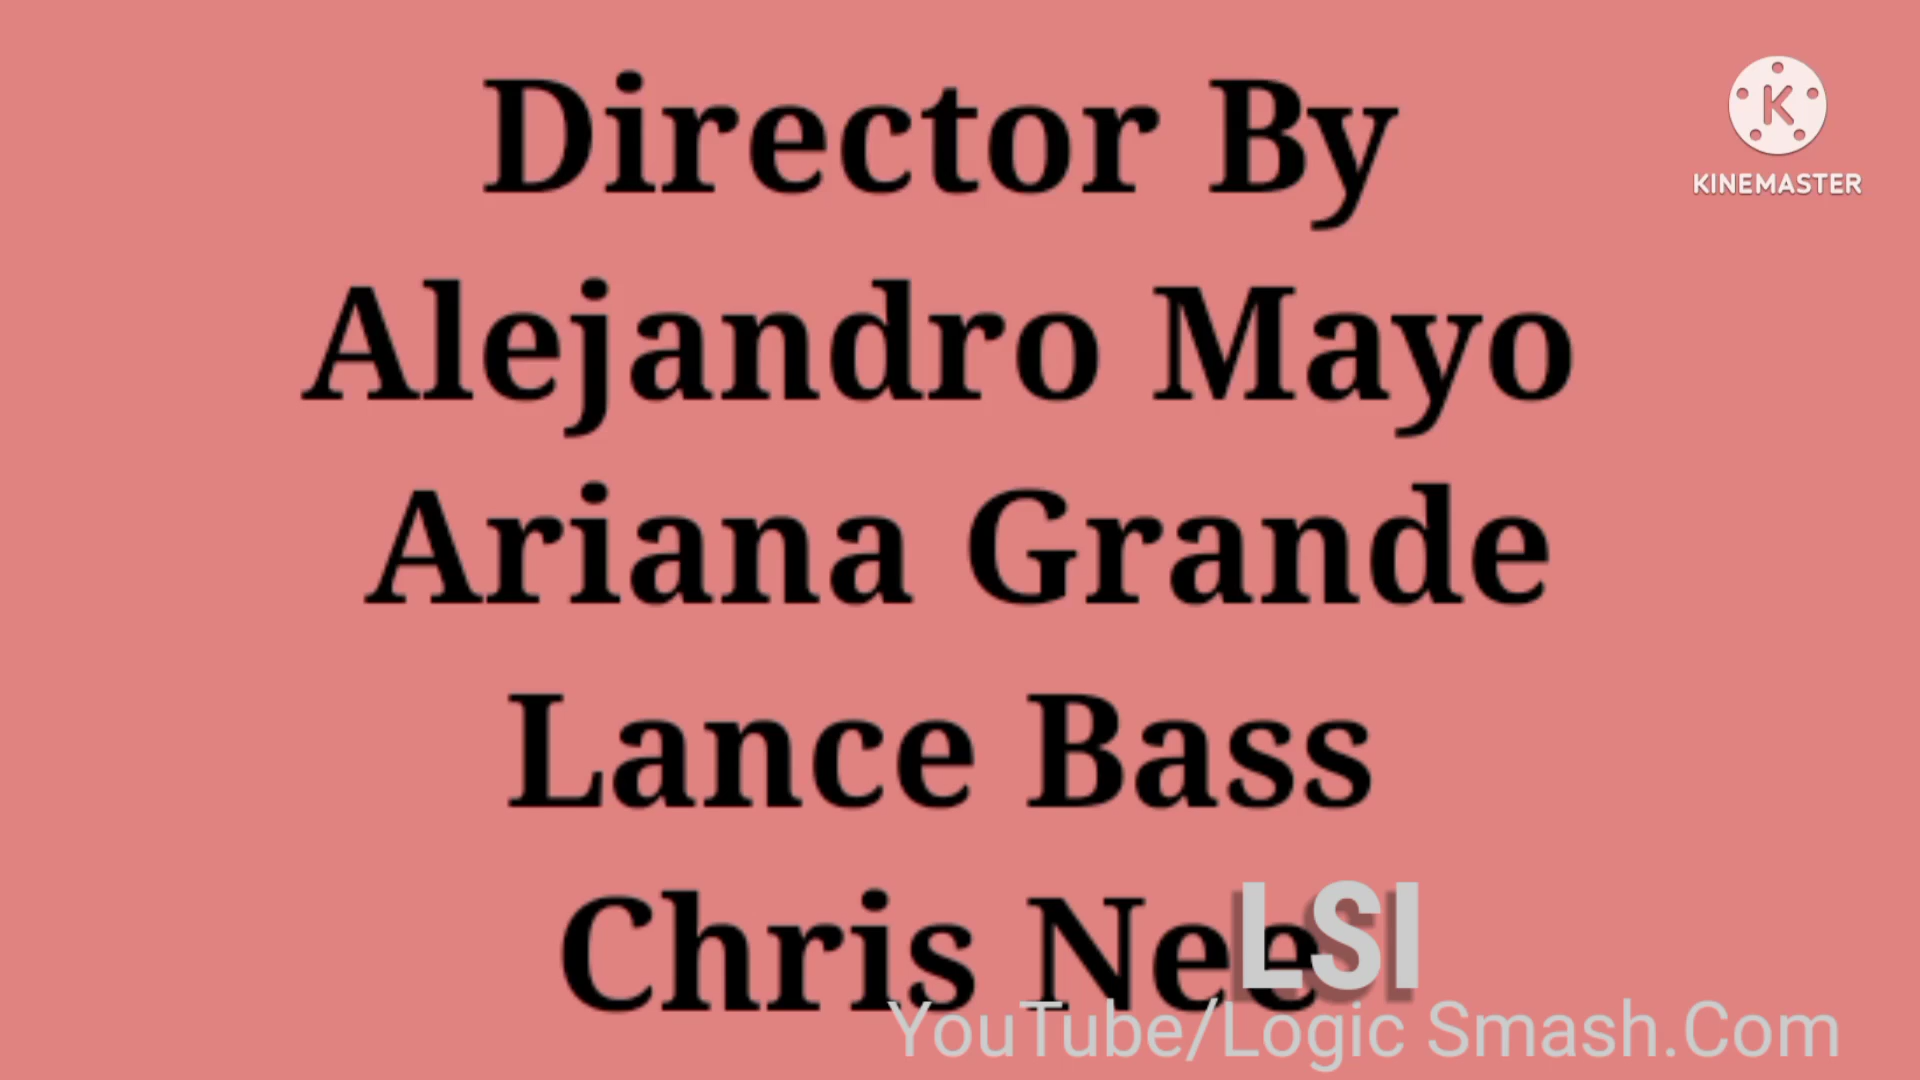 Director By
K
KINEMASTER
Alejandro Mayo
Ariana Grande
Lance Bass
Chris Nee
LSI
YouTube/Logic Smash.Com